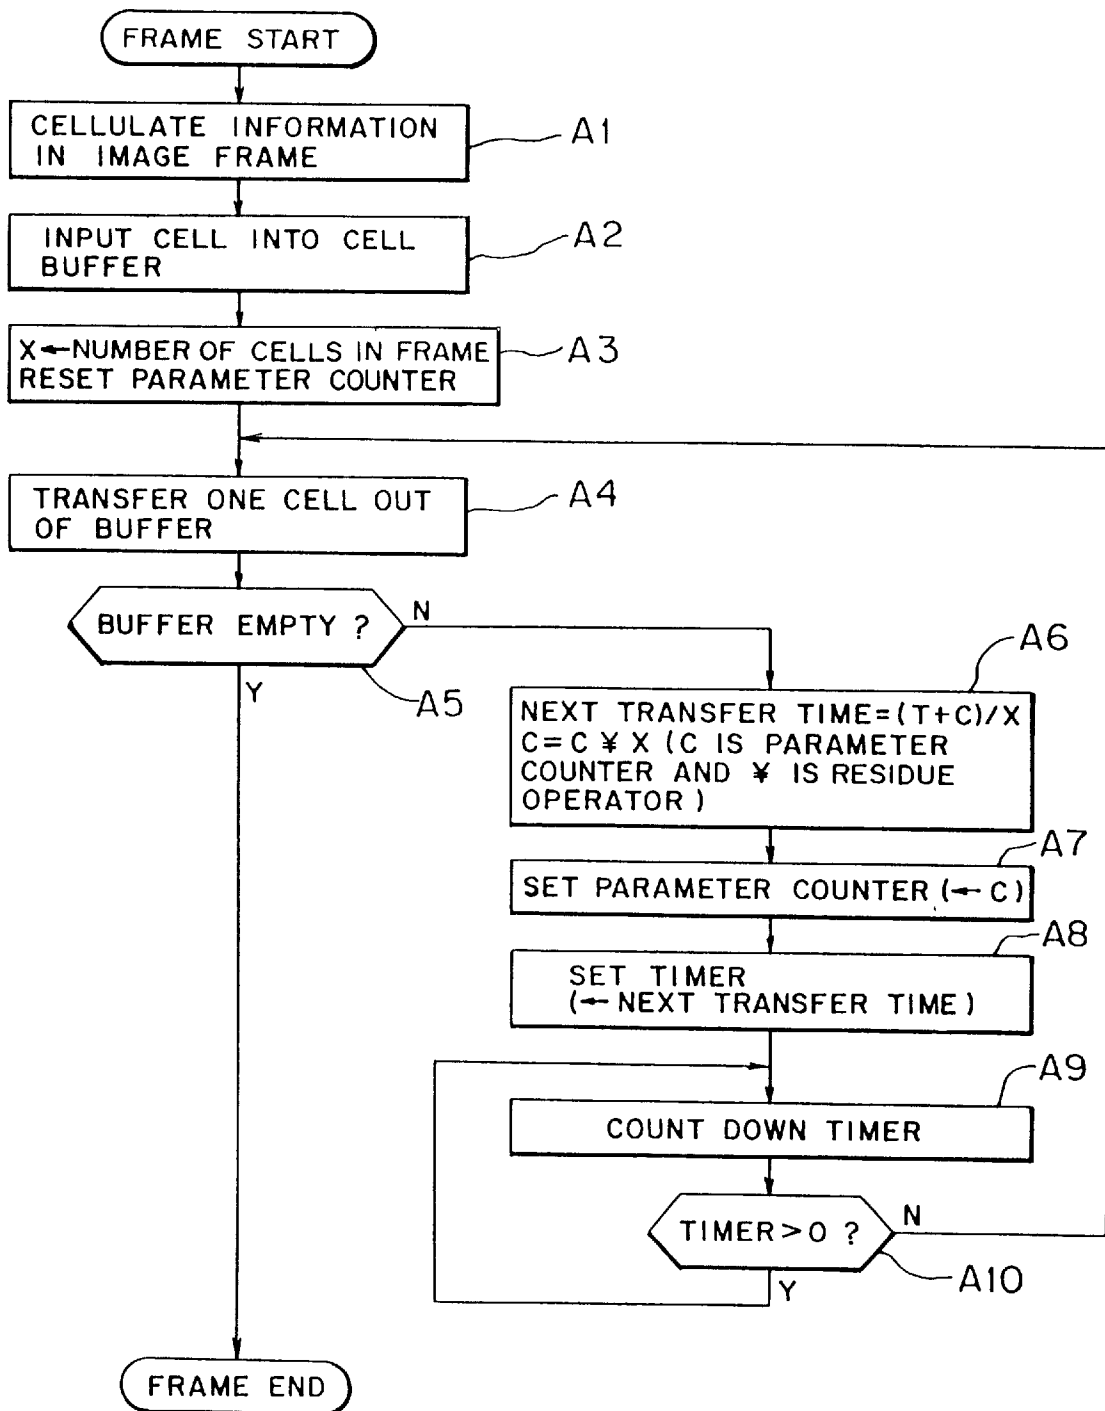 FRAME START
CELLULATE INFORMATION
IN IMAGE FRAME
A1
INPUT CELL INTO CELL
BUFFER
A2
X←NUMBER OF CELLS IN FRAME
RESET PARAMETER COUNTER
A3
TRANSFER ONE CELL OUT
OF BUFFER
A4
BUFFER EMPTY ?
N
Y
A5
A6
NEXT TRANSFER TIME=(T+C)/X
C=C ¥ X (C IS PARAMETER
COUNTER AND ¥ IS RESIDUE
OPERATOR)
A7
SET PARAMETER COUNTER (← C)
A8
SET TIMER
(← NEXT TRANSFER TIME)
A9
COUNT DOWN TIMER
TIMER>0 ?
N
Y
A10
FRAME END